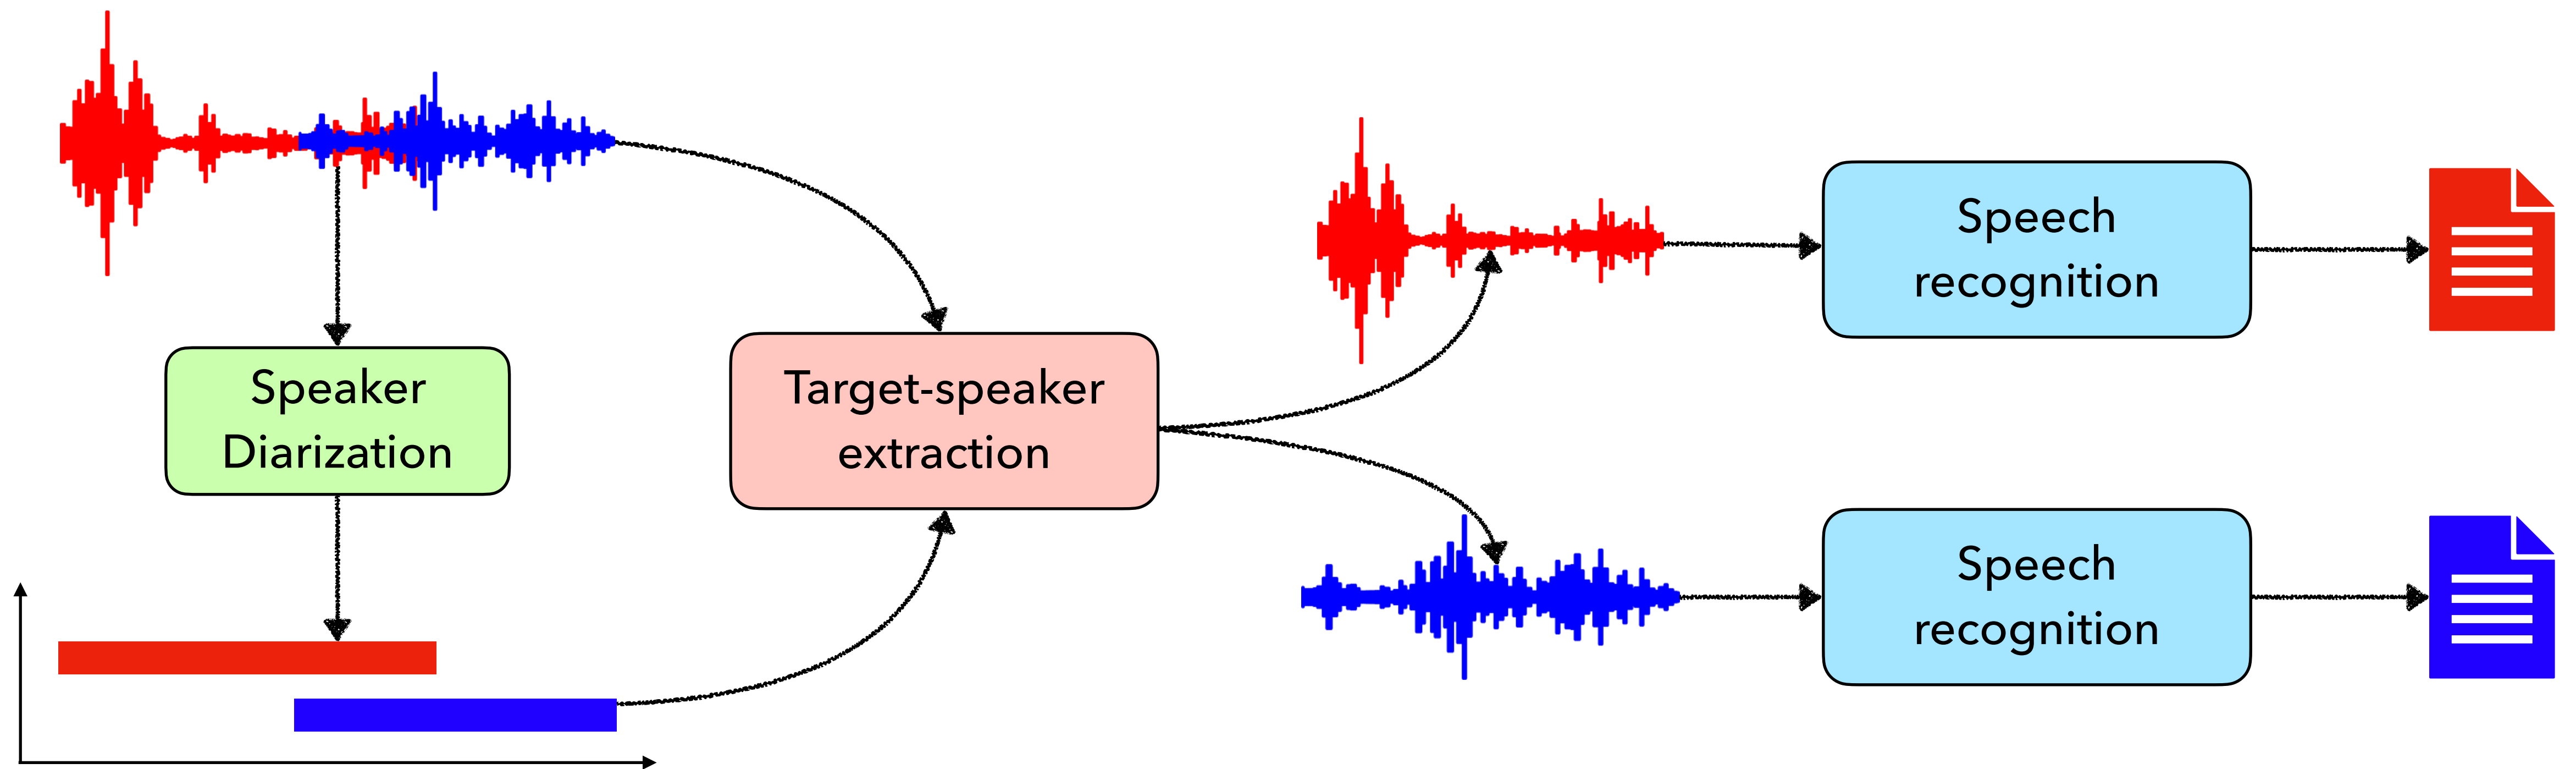 Speaker
Diarization
Target-speaker
extraction
Speech
recognition
Speech
recognition